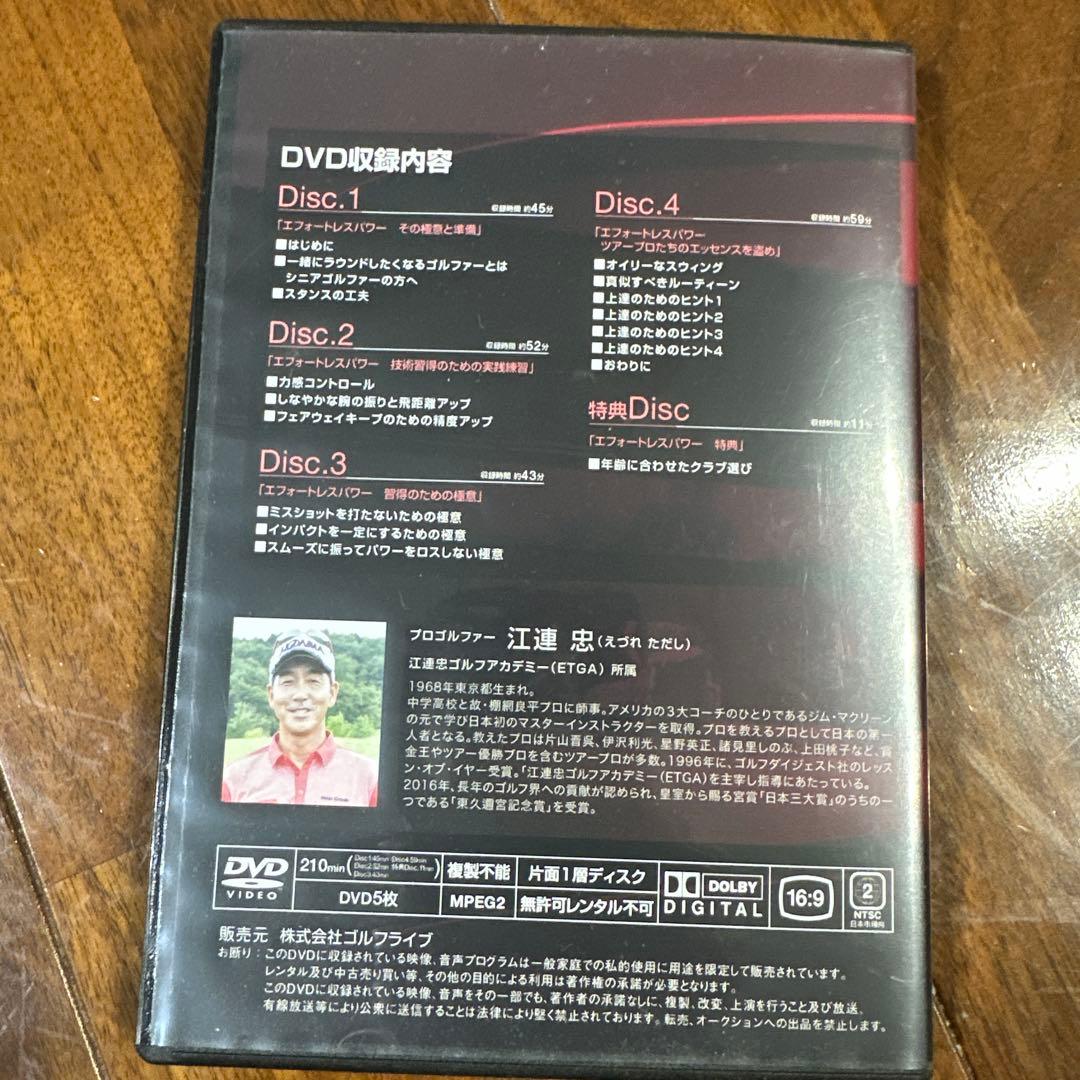 DVD収録内容
Disc.1 収録時間 約45分
「エフォートレスパワー その極意と準備」
■はじめに
■一緒にラウンドしたくなるゴルファーとは
シニアゴルファーの方へ
■スタンスの工夫
Disc.2 収録時間 約52分
「エフォートレスパワー 技術習得のための実践練習」
■力感コントロール
■しなやかな腕の振りと飛距離アップ
■フェアウェイキープのための精度アップ
Disc.3 収録時間 約43分
「エフォートレスパワー 習得のための極意」
■ミスショットを打たないための極意
■インパクトを一定にするための極意
■スムーズに振ってパワーをロスしない極意
Disc.4 収録時間 約59分
「エフォートレスパワー
ツアープロたちのエッセンスを盗め」
■オイリーなスウィング
■真似すべきルーティーン
■上達のためのヒント1
■上達のためのヒント2
■上達のためのヒント3
■上達のためのヒント4
■おわりに
特典Disc 収録時間 約11分
「エフォートレスパワー 特典」
■年齢に合わせたクラブ選び
プロゴルファー 江連 忠(えづれ ただし)
江連忠ゴルフアカデミー(ETGA) 所属
1968年東京都生まれ。
中学高校と故・棚網良平プロに師事。アメリカの3大コーチのひとりであるジム・マクリーン
の元で学び日本初のマスターインストラクターを取得。プロを教えるプロとして日本の第一
人者となる。教えたプロは片山晋呉、伊沢利光、星野英正、諸見里しのぶ、上田桃子など、賞
金王やツアー優勝プロを含むツアープロが多数。1996年に、ゴルフダイジェスト社のレッス
ン・オブ・イヤー受賞。「江連忠ゴルフアカデミー(ETGA)を主宰し指導にあたっている。
2016年、長年のゴルフ界への貢献が認められ、皇室から賜る宮賞「日本三大賞」のうちの一
つである「東久邇宮記念賞」を受賞。
DVD VIDEO
210min (Disc1:45min Disc4:59min
Disc2:52min 特典Disc:11min
Disc3:43min)
DVD5枚
複製不能
MPEG2
片面1層ディスク
無許可レンタル不可
DOLBY
DIGITAL
16:9
2
NTSC
日本市場向
販売元 株式会社ゴルフライブ
お断り:このDVDに収録されている映像、音声プログラムは一般家庭での私的使用に用途を限定して販売されています。
レンタル及び中古売り買い等、その他の目的による利用は著作権の承諾が必要となります。
このDVDに収録されている映像、音声をその一部でも、著作者の承諾なしに、複製、改変、上演を行うこと及び放送、
有線放送等により公衆に送信することは法律により堅く禁止されております。転売、オークションへの出品を禁止します。